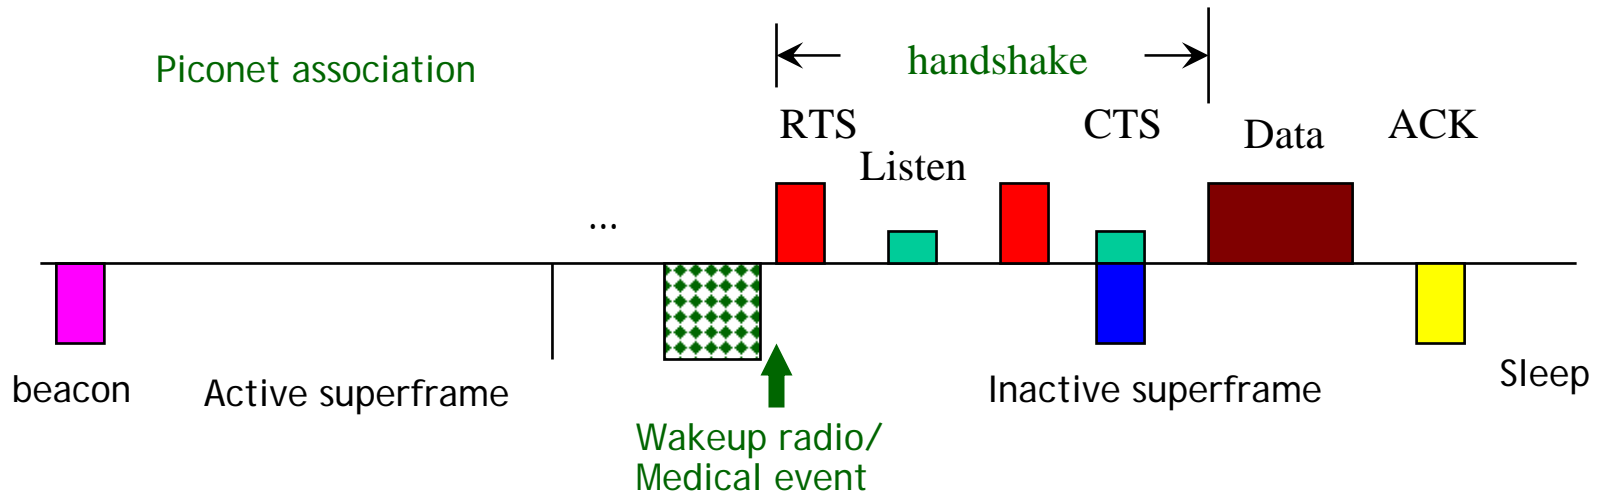 Piconet association
handshake
RTS
CTS
Data
ACK
Listen
...
beacon
Active superframe
Inactive superframe
Sleep
Wakeup radio/
Medical event